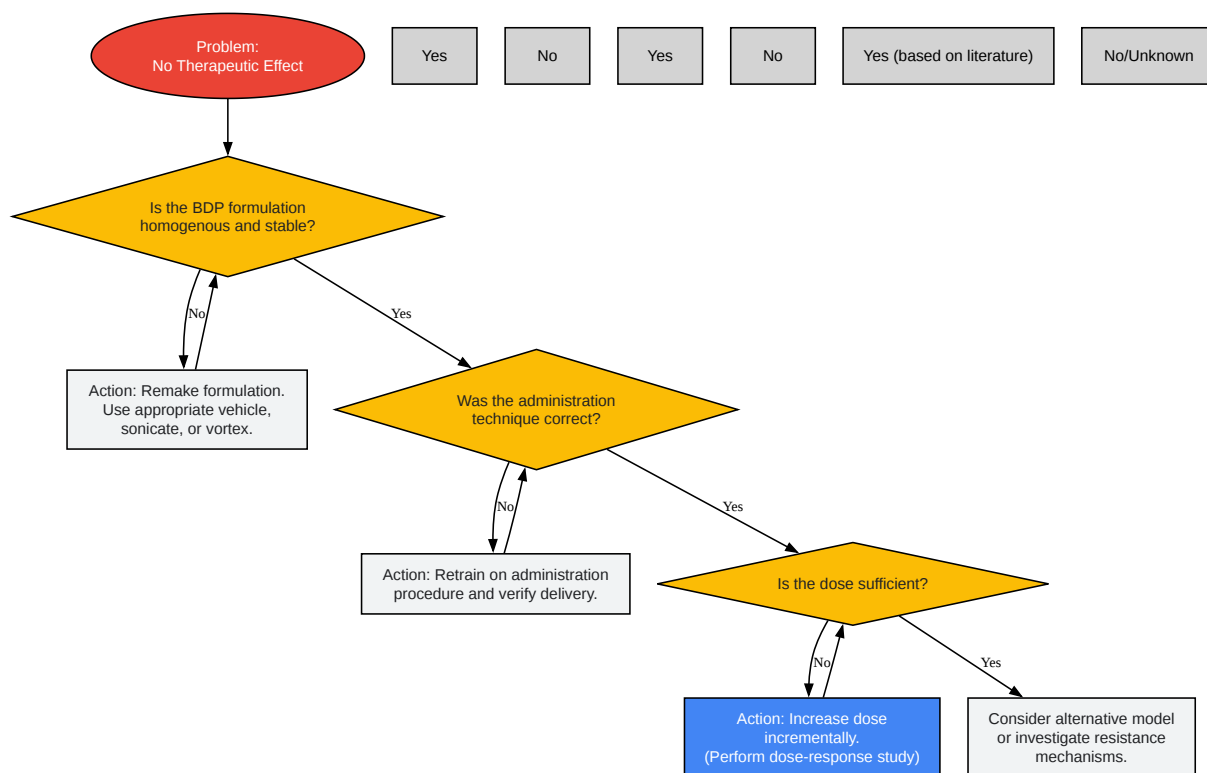 Problem:
No Therapeutic Effect
Yes
No
Yes
No
Yes (based on literature)
No/Unknown
Is the BDP formulation
homogenous and stable?
No
Yes
Action: Remake formulation.
Use appropriate vehicle,
sonicate, or vortex.
Was the administration
technique correct?
No
Yes
Action: Retrain on administration
procedure and verify delivery.
Is the dose sufficient?
No
Yes
Action: Increase dose
incrementally.
(Perform dose-response study)
Consider alternative model
or investigate resistance
mechanisms.